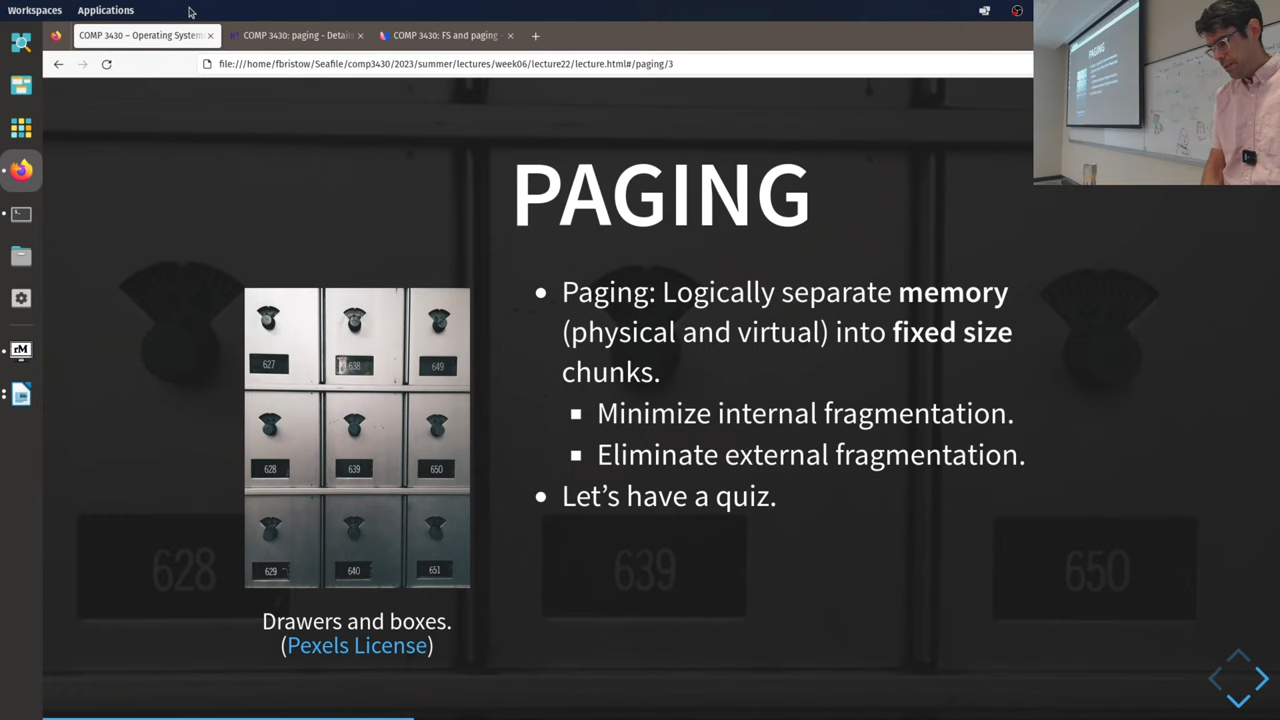 Workspaces Applications
COMP 3430 – Operating System
COMP 3430: paging - Details
COMP 3430: FS and paging
file:///home/fbristow/Seafile/comp3430/2023/summer/lectures/week06/lecture22/lecture.html#/paging/3
PAGING
Paging: Logically separate memory
(physical and virtual) into fixed size
chunks.
Minimize internal fragmentation.
Eliminate external fragmentation.
Let’s have a quiz.
627 638 649
628 639 650
629 640 651
Drawers and boxes.
(Pexels License)
628 639 650
rM
PAGING